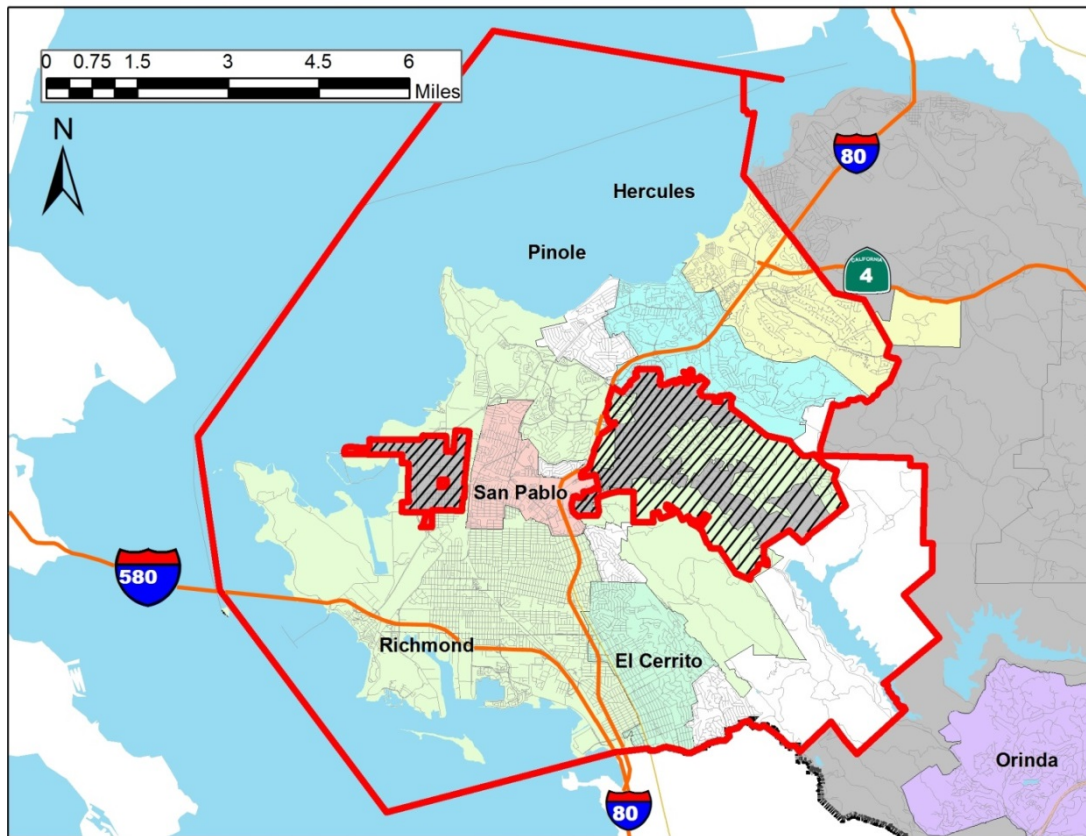 0 0.75 1.5 3 4.5 6
Miles
N
80
Hercules
Pinole
CALIFORNIA
4
San Pablo
580
Richmond
El Cerrito
Orinda
80